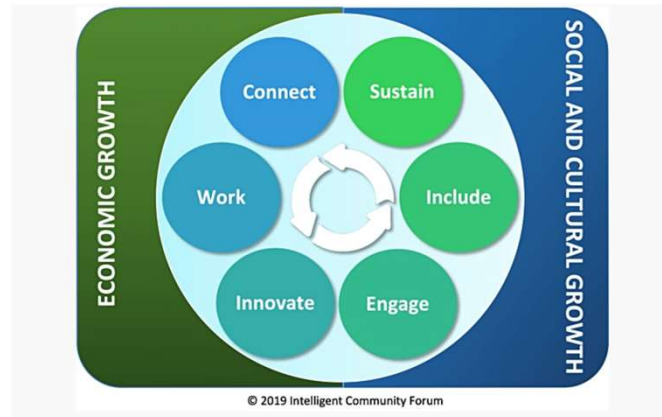 ECONOMIC GROWTH
Connect
Sustain
Work
Include
Innovate
Engage
SOCIAL AND CULTURAL GROWTH
© 2019 Intelligent Community Forum